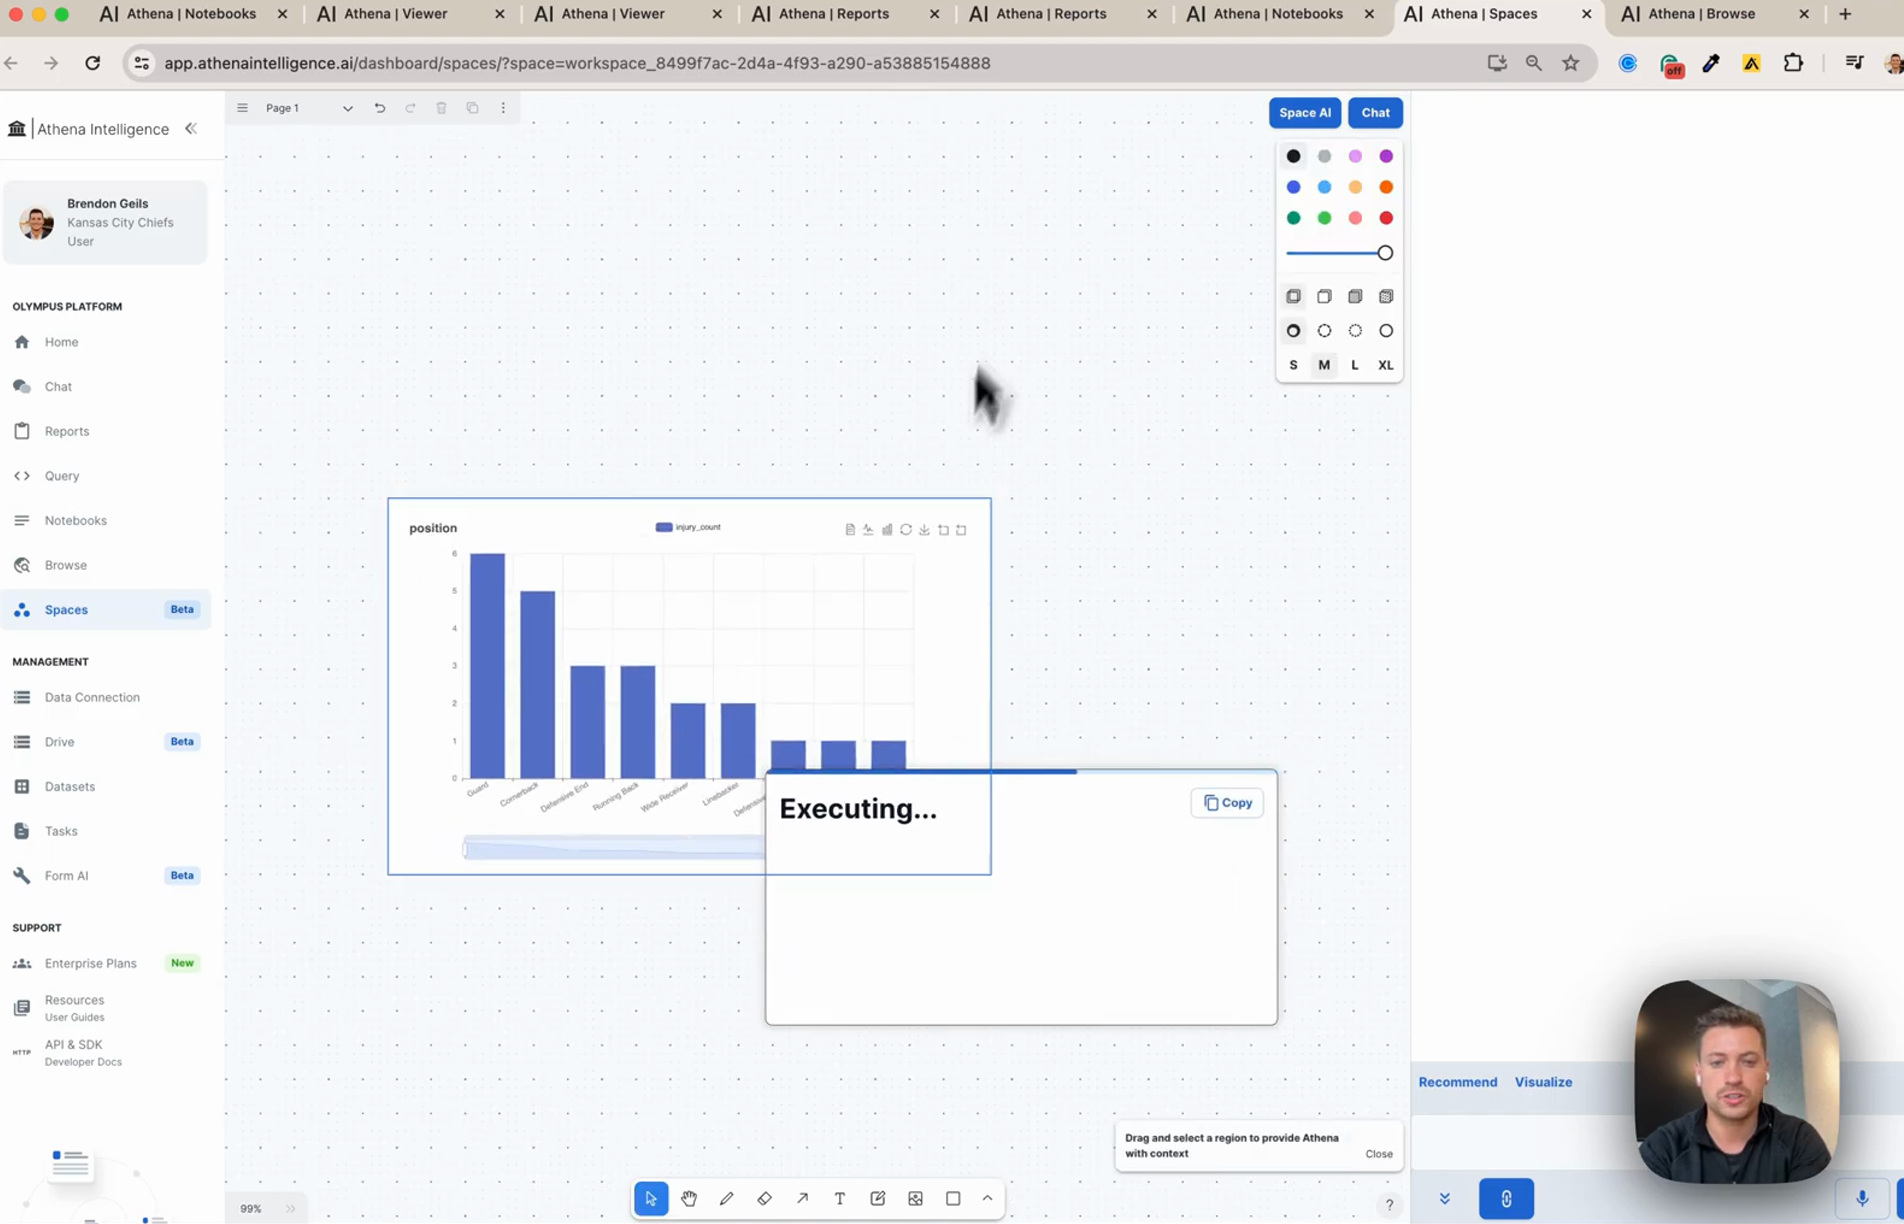 AI Athena | Notebooks
AI Athena | Viewer
AI Athena | Viewer
AI Athena | Reports
AI Athena | Reports
AI Athena | Notebooks
AI Athena | Spaces
AI Athena | Browse
app.athenaintelligence.ai/dashboard/spaces/?space=workspace_8499f7ac-2d4a-4f93-a290-a53885154888
off
Athena Intelligence
Page 1
Space AI
Chat
Brendon Geils
Kansas City Chiefs
User
OLYMPUS PLATFORM
Home
Chat
Reports
Query
Notebooks
Browse
Spaces Beta
MANAGEMENT
Data Connection
Drive Beta
Datasets
Tasks
Form AI Beta
SUPPORT
Enterprise Plans New
Resources
User Guides
HTTP
API & SDK
Developer Docs
S M L XL
position
injury_count
6
5
4
3
2
1
0
Guard
Cornerback
Defensive End
Running Back
Wide Receiver
Linebacker
Executing...
Copy
Recommend Visualize
Drag and select a region to provide Athena
with context
Close
99%
T
?